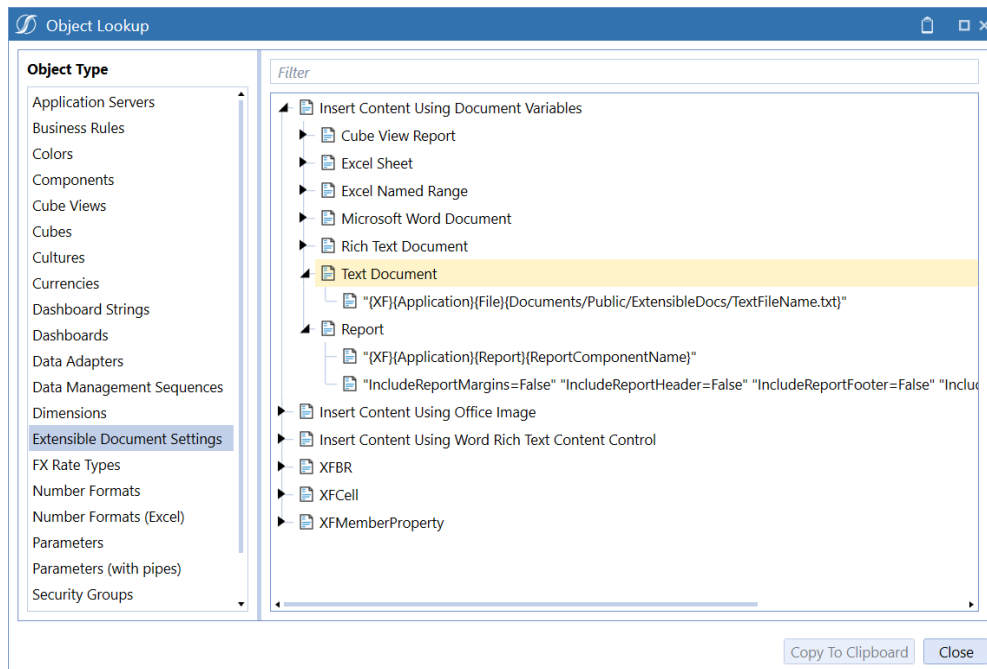 Object Lookup
Object Type
Application Servers
Business Rules
Colors
Components
Cube Views
Cubes
Cultures
Currencies
Dashboard Strings
Dashboards
Data Adapters
Data Management Sequences
Dimensions
Extensible Document Settings
FX Rate Types
Number Formats
Number Formats (Excel)
Parameters
Parameters (with pipes)
Security Groups
Filter
Insert Content Using Document Variables
Cube View Report
Excel Sheet
Excel Named Range
Microsoft Word Document
Rich Text Document
Text Document
"{XF}{Application}{File}{Documents/Public/ExtensibleDocs/TextFileName.txt}"
Report
"{XF}{Application}{Report}{ReportComponentName}"
"IncludeReportMargins=False" "IncludeReportHeader=False" "IncludeReportFooter=False" "Includ
Insert Content Using Office Image
Insert Content Using Word Rich Text Content Control
XFBR
XFCell
XFMemberProperty
Copy To Clipboard
Close